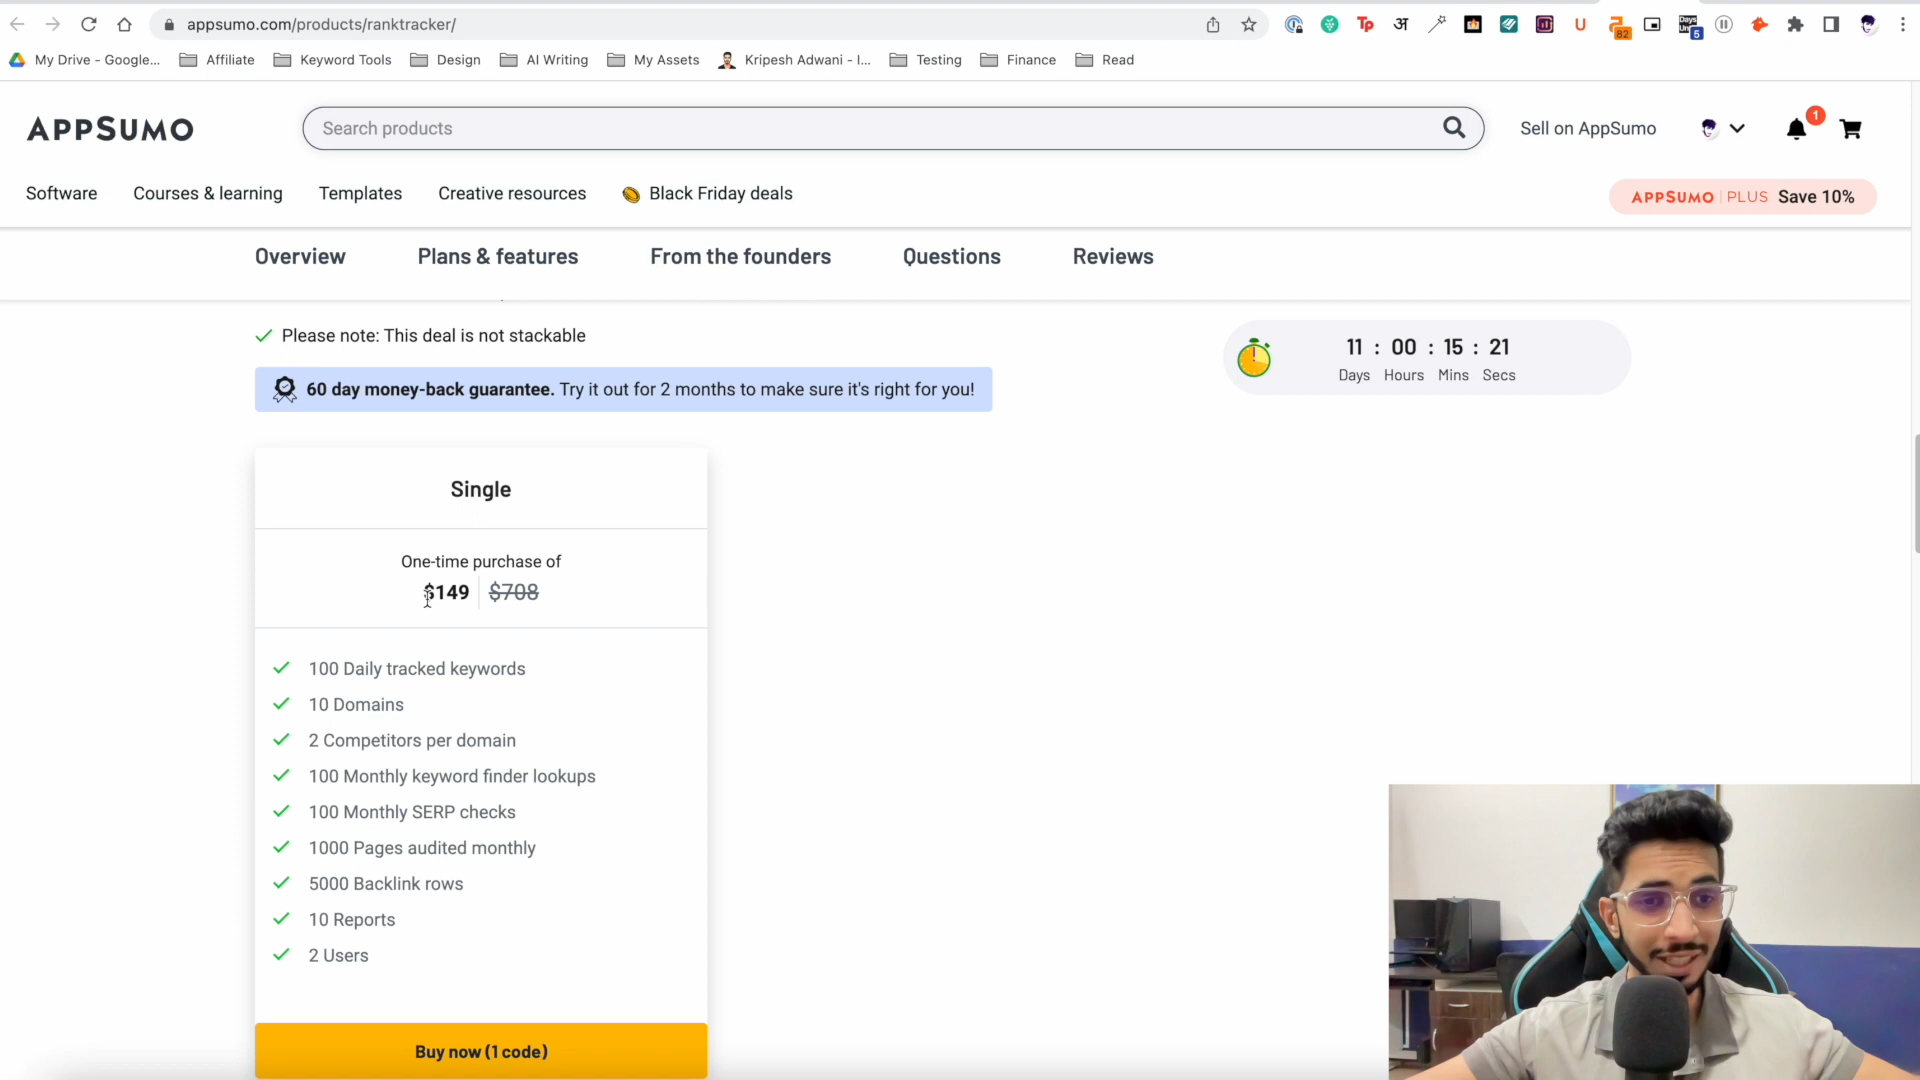 appsumo.com/products/ranktracker/
Tp
अ
U
82
Days
5
My Drive - Google...
Affiliate
Keyword Tools
Design
AI Writing
My Assets
Kripesh Adwani - I...
Testing
Finance
Read
APPSUMO
Search products
Sell on AppSumo
1
Software
Courses & learning
Templates
Creative resources
Black Friday deals
APPSUMO | PLUS Save 10%
Overview
Plans & features
From the founders
Questions
Reviews
Please note: This deal is not stackable
11 : 00 : 15 : 21
Days Hours Mins Secs
60 day money-back guarantee. Try it out for 2 months to make sure it's right for you!
Single
One-time purchase of
$149 $708
100 Daily tracked keywords
10 Domains
2 Competitors per domain
100 Monthly keyword finder lookups
100 Monthly SERP checks
1000 Pages audited monthly
5000 Backlink rows
10 Reports
2 Users
Buy now (1 code)